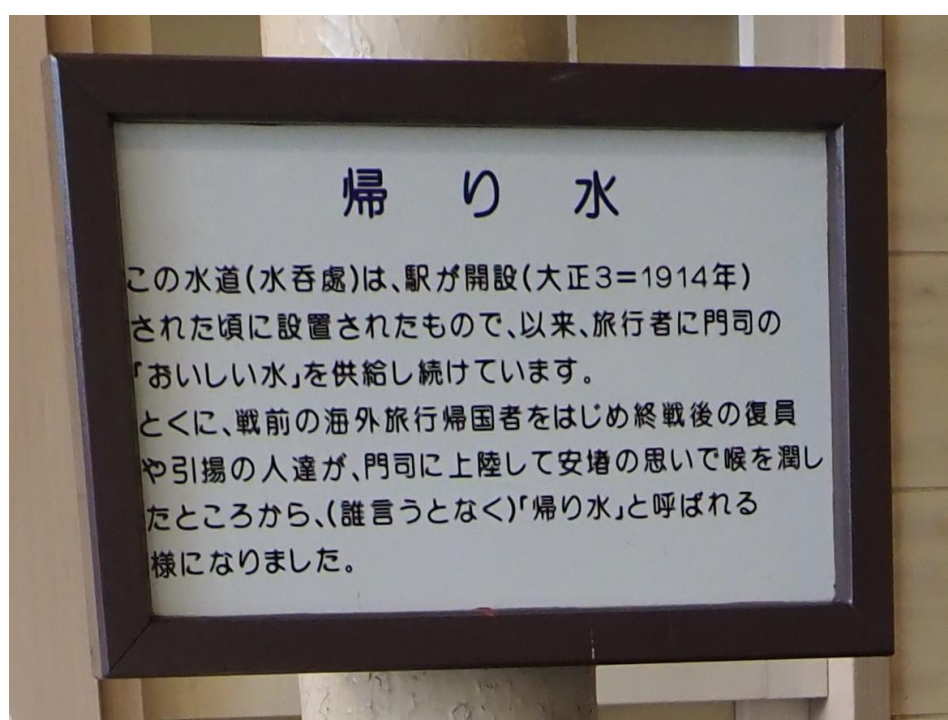 帰り水
この水道(水呑處)は、駅が開設(大正3=1914年)
された頃に設置されたもので、以来、旅行者に門司の
「おいしい水」を供給し続けています。
とくに、戦前の海外旅行帰国者をはじめ終戦後の復員
や引揚の人達が、門司に上陸して安堵の思いで喉を潤し
たところから、(誰言うとなく)「帰り水」と呼ばれる
様になりました。